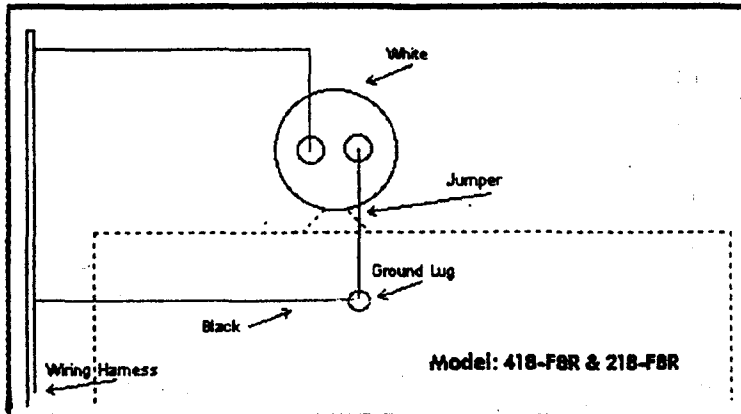 White
Jumper
Ground Lug
Black
Model: 418-F8R & 218-F8R
Wiring Harness